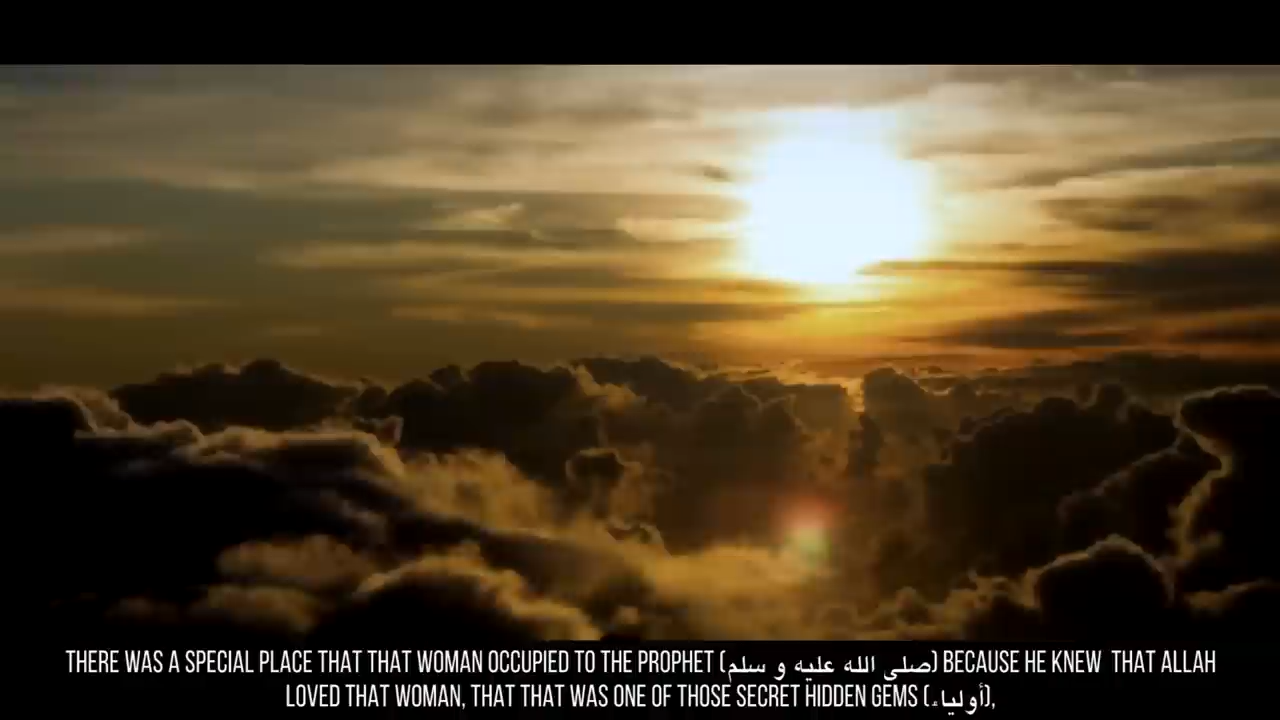 THERE WAS A SPECIAL PLACE THAT THAT WOMAN OCCUPIED TO THE PROPHET (صلى الله عليه و سلم) BECAUSE HE KNEW THAT ALLAH
LOVED THAT WOMAN, THAT THAT WAS ONE OF THOSE SECRET HIDDEN GEMS (أولياء),